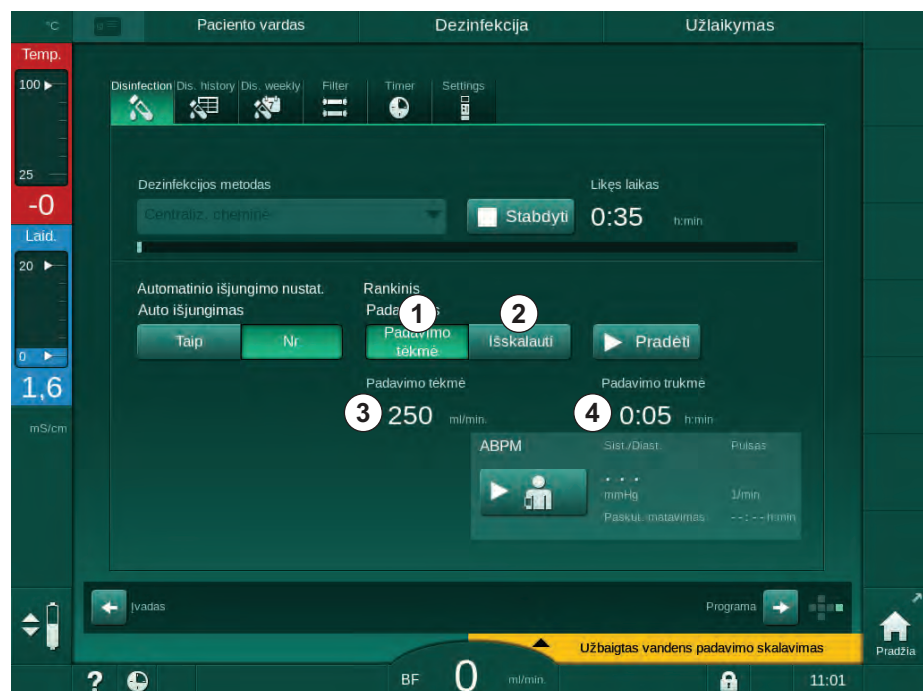 °C Paciento vardas Dezinfekcija Užlaikymas
Temp.
100
25
-0
Laid.
20
0
1,6
mS/cm
Disinfection Dis. history Dis. weekly Filter Timer Settings
7
Dezinfekcijos metodas Likęs laikas
Centraliz. cheminė Stabdyti 0:35 h:min
Automatinio išjungimo nustat. Rankinis
Auto išjungimas
1 2
Taip Nr Padavimo tėkmė Išskalauti Pradėti
Padavimo tėkmė Padavimo trukmė
3 250 ml/min. 4 0:05 h:min
ABPM Sist./Diast. Pulsas
mmHg 1/min
Paskut. matavimas --:-- h:min
Įvadas Programa
Užbaigtas vandens padavimo skalavimas
Pradžia
? BF 0 ml/min. 11:01